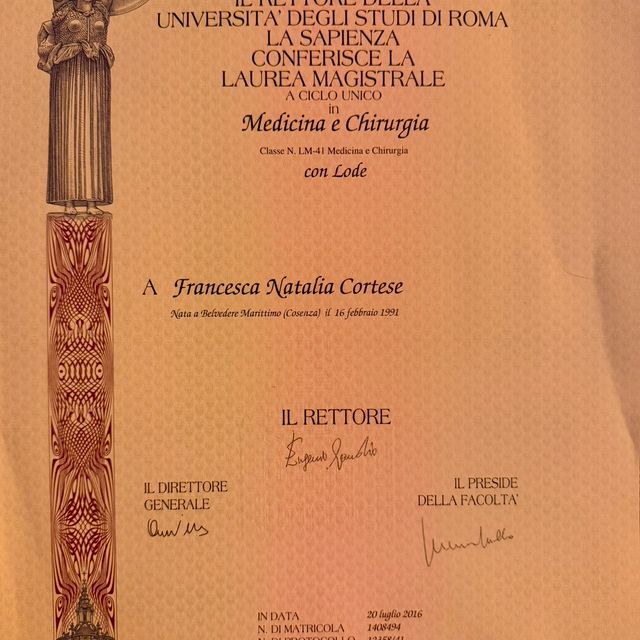 IL RETTORE DELLA
UNIVERSITA' DEGLI STUDI DI ROMA
LA SAPIENZA
CONFERISCE LA
LAUREA MAGISTRALE
A CICLO UNICO
in
Medicina e Chirurgia
Classe N. LM-41 Medicina e Chirurgia
con Lode
A Francesca Natalia Cortese
Nata a Belvedere Marittimo (Cosenza) il 16 febbraio 1991
IL RETTORE
IL DIRETTORE
GENERALE
IL PRESIDE
DELLA FACOLTA'
IN DATA 20 luglio 2016
N. DI MATRICOLA 1408494
N. DI PROTOCOLLO